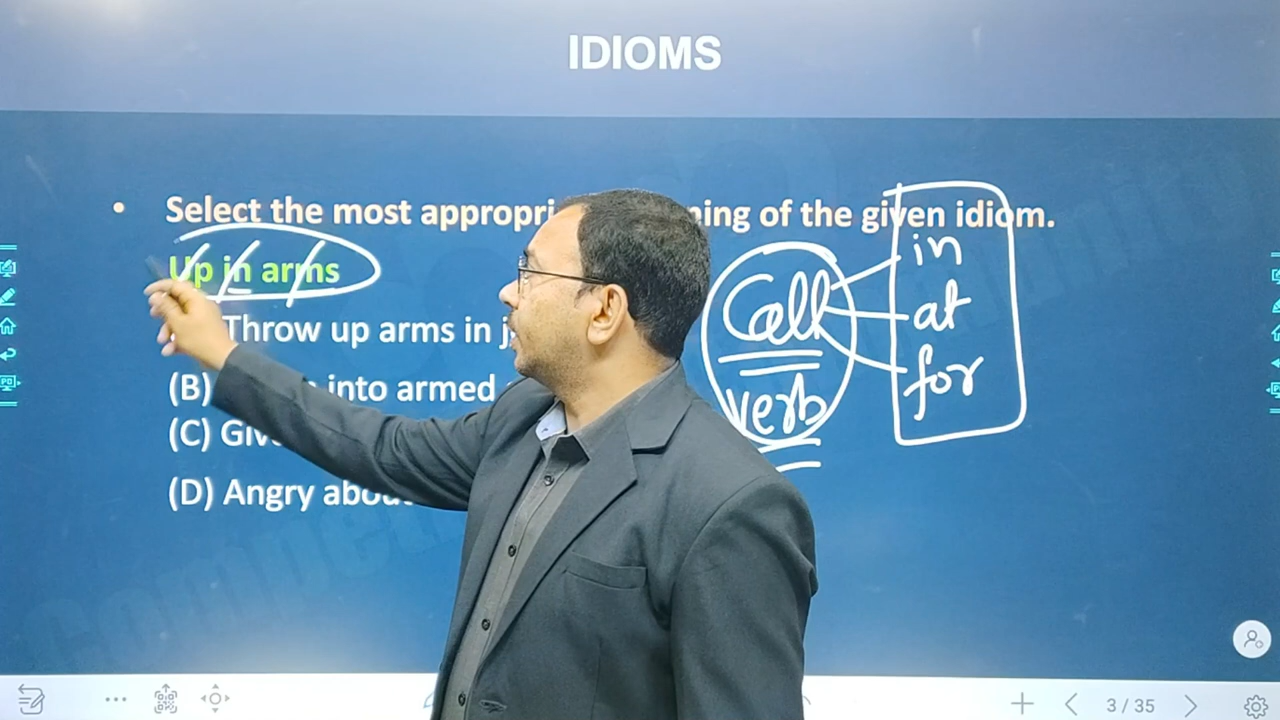 IDIOMS
• Select the most appropri ning of the given idiom.
Up in arms
Throw up arms in
(B) into armed
(C) Giv
(D) Angry about
Call
verb
in
at
for
3 / 35